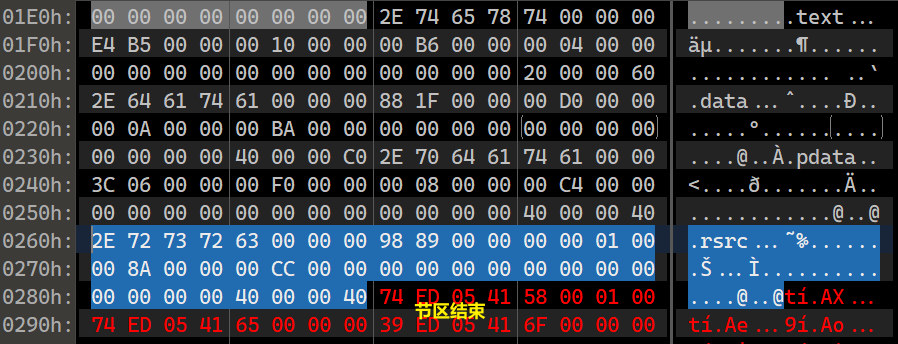 01E0h: 00 00 00 00 00 00 00 00 2E 74 65 78 74 00 00 00 .........text...
01F0h: E4 B5 00 00 00 10 00 00 00 B6 00 00 00 04 00 00 äµ.......¶......
0200h: 00 00 00 00 00 00 00 00 00 00 00 00 20 00 00 60 ............ ..`
0210h: 2E 64 61 74 61 00 00 00 88 1F 00 00 00 D0 00 00 .data...ˆ....Ð..
0220h: 00 0A 00 00 00 BA 00 00 00 00 00 00 00 00 00 00 .....º..........
0230h: 00 00 00 00 40 00 00 C0 2E 70 64 61 74 61 00 00 ....@..À.pdata..
0240h: 3C 06 00 00 00 F0 00 00 00 08 00 00 00 C4 00 00 <....ð.......Ä..
0250h: 00 00 00 00 00 00 00 00 00 00 00 00 40 00 00 40 ............@..@
0260h: 2E 72 73 72 63 00 00 00 98 89 00 00 00 00 01 00 .rsrc...˜‰......
0270h: 00 8A 00 00 00 CC 00 00 00 00 00 00 00 00 00 00 .Š...Ì..........
0280h: 00 00 00 00 40 00 00 40 74 ED 05 41 58 00 01 00 ....@..@tí.AX...
节区结束
0290h: 74 ED 05 41 65 00 00 00 39 ED 05 41 6F 00 00 00 tí.Ae...9í.Ao...